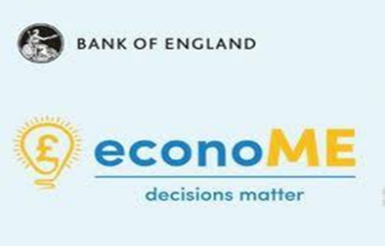 BANK OF ENGLAND
£ econoME
decisions matter